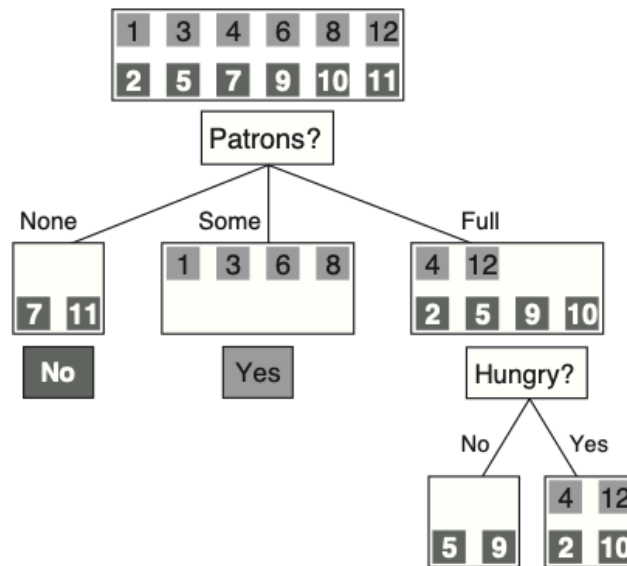 1 3 4 6 8 12
2 5 7 9 10 11
Patrons?
None Some Full
1 3 6 8 4 12
7 11 2 5 9 10
No Yes Hungry?
No Yes
4 12
5 9 2 10